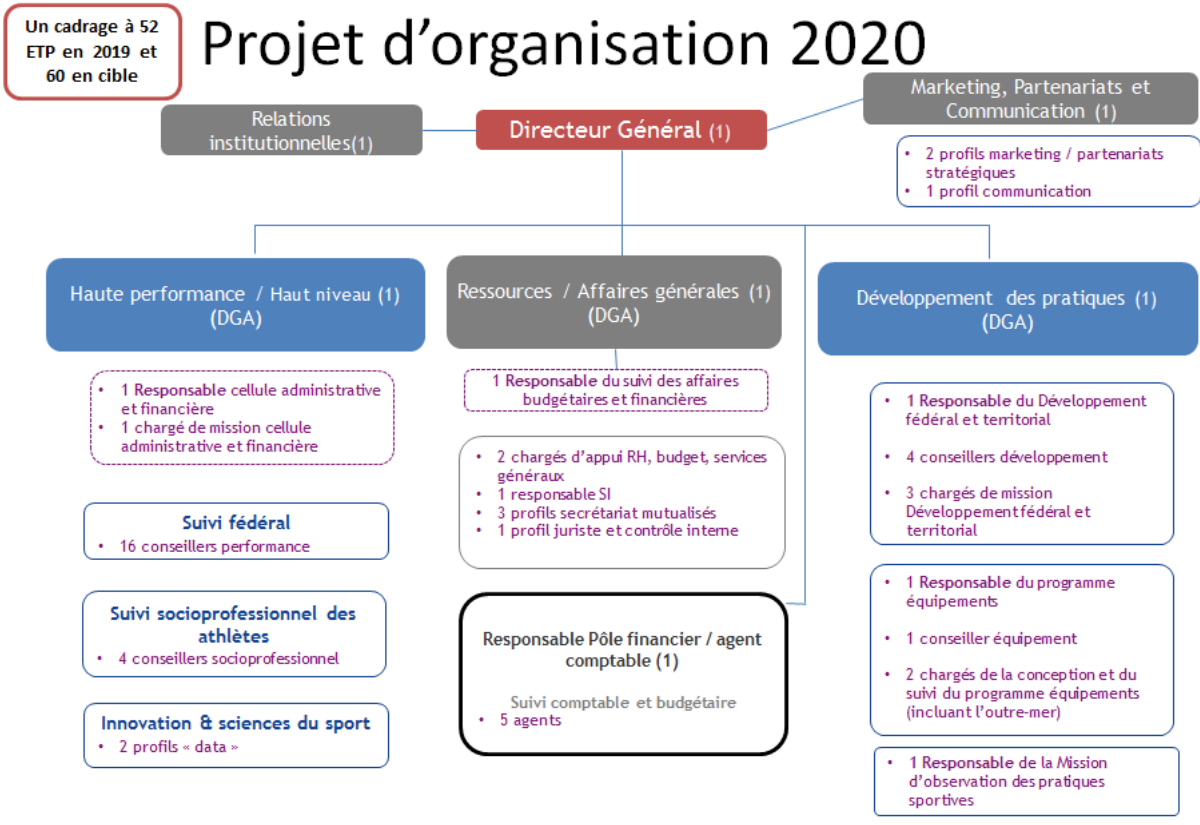 Un cadrage à 52
ETP en 2019 et
60 en cible
Projet d’organisation 2020
Relations
institutionnelles(1)
Directeur Général (1)
Marketing, Partenariats et
Communication (1)
• 2 profils marketing / partenariats
stratégiques
• 1 profil communication
Haute performance / Haut niveau (1)
(DGA)
Ressources / Affaires générales (1)
(DGA)
Développement des pratiques (1)
(DGA)
• 1 Responsable cellule administrative
et financière
• 1 chargé de mission cellule
administrative et financière
Suivi fédéral
• 16 conseillers performance
Suivi socioprofessionnel des
athlètes
• 4 conseillers socioprofessionnel
Innovation & sciences du sport
• 2 profils « data »
1 Responsable du suivi des affaires
budgétaires et financières
• 2 chargés d’appui RH, budget, services
généraux
• 1 responsable SI
• 3 profils secrétariat mutualisés
• 1 profil juriste et contrôle interne
Responsable Pôle financier / agent
comptable (1)
Suivi comptable et budgétaire
• 5 agents
• 1 Responsable du Développement
fédéral et territorial
• 4 conseillers développement
• 3 chargés de mission
Développement fédéral et
territorial
• 1 Responsable du programme
équipements
• 1 conseiller équipement
• 2 chargés de la conception et du
suivi du programme équipements
(incluant l’outre-mer)
• 1 Responsable de la Mission
d’observation des pratiques
sportives